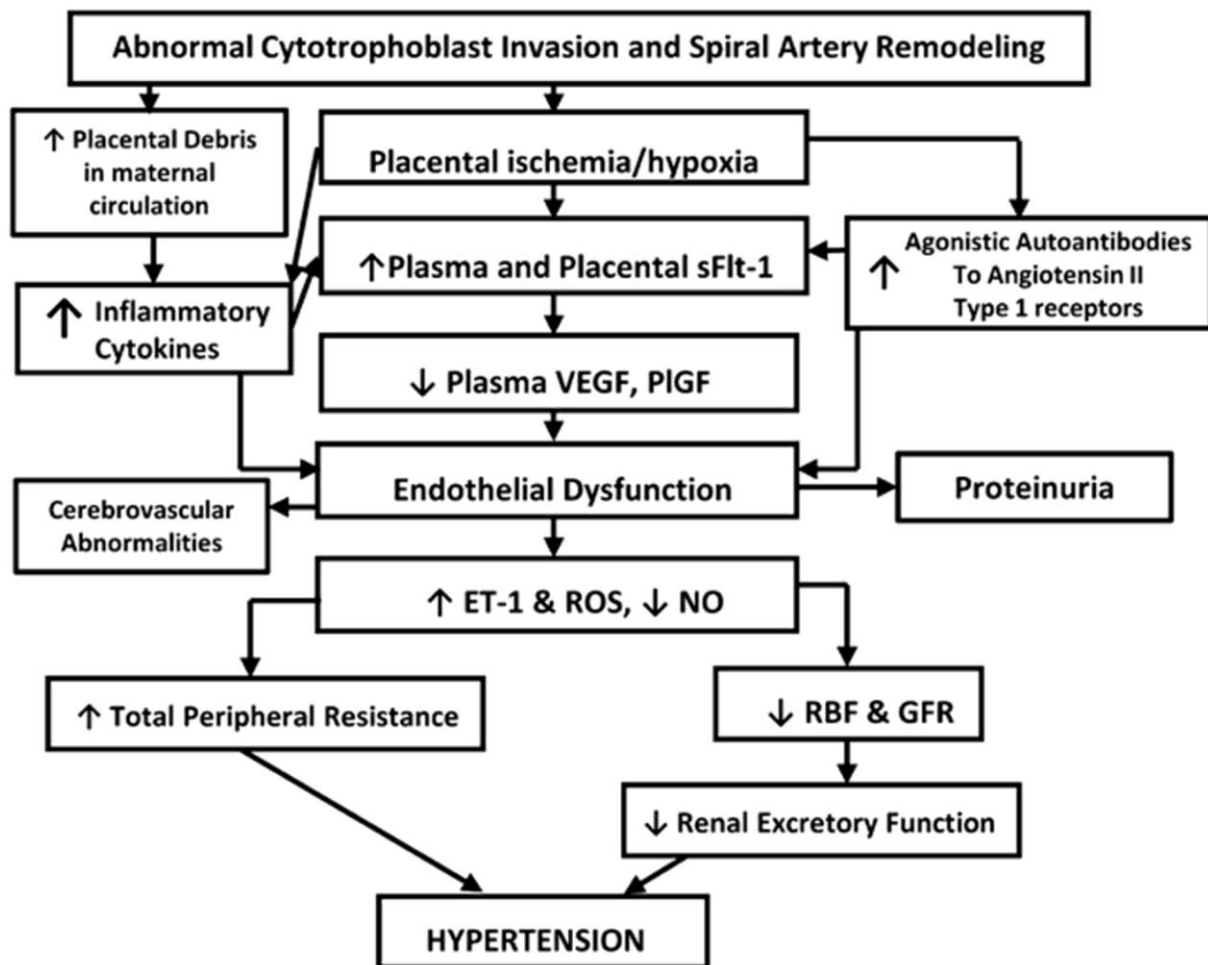 Abnormal Cytotrophoblast Invasion and Spiral Artery Remodeling
↑ Placental Debris
in maternal
circulation
Placental ischemia/hypoxia
↑Plasma and Placental sFlt-1
↑ Agonistic Autoantibodies
To Angiotensin II
Type 1 receptors
↑ Inflammatory
Cytokines
↓ Plasma VEGF, PlGF
Endothelial Dysfunction
Proteinuria
Cerebrovascular
Abnormalities
↑ ET-1 & ROS, ↓ NO
↑ Total Peripheral Resistance
↓ RBF & GFR
↓ Renal Excretory Function
HYPERTENSION